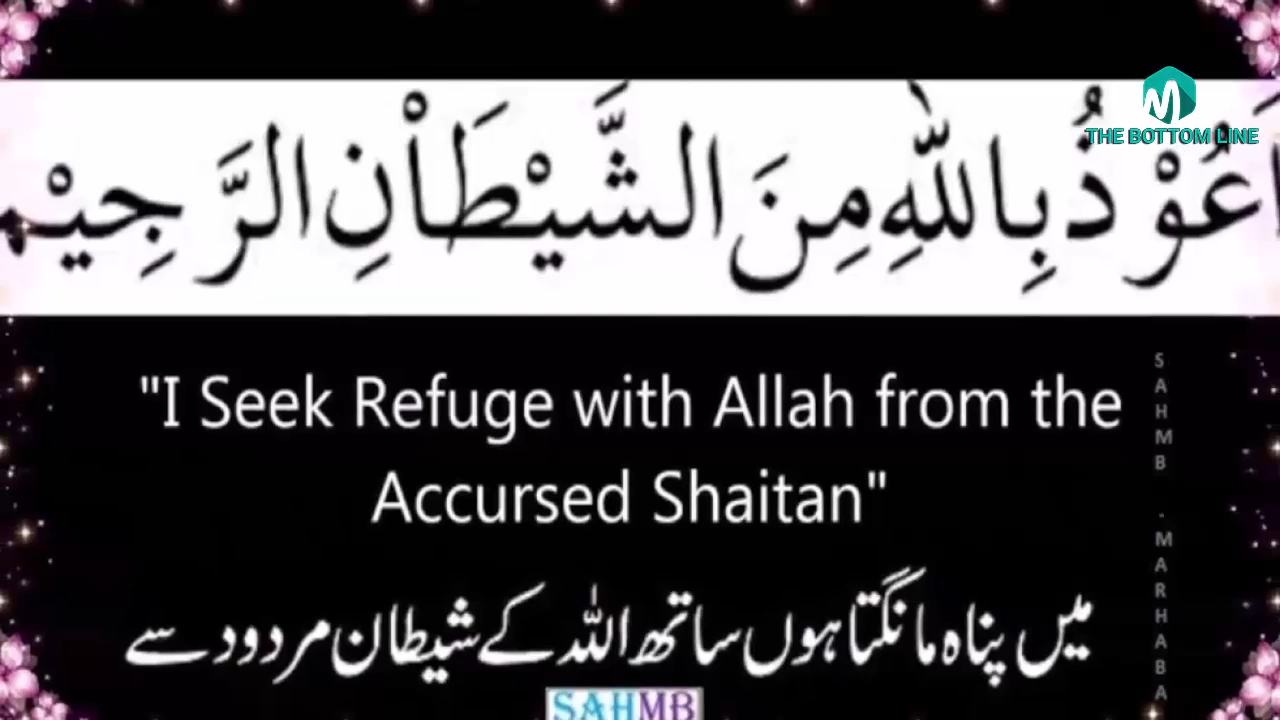 THE BOTTOM LINE
اَعُوْذُ بِاللّٰهِ مِنَ الشَّيْطَاْنِ الرَّجِيْم
"I Seek Refuge with Allah from the
Accursed Shaitan"
میں پناہ مانگتا ہوں ساتھ اللہ کے شیطان مردود سے
SAHMB
SAHMB - MARHABA